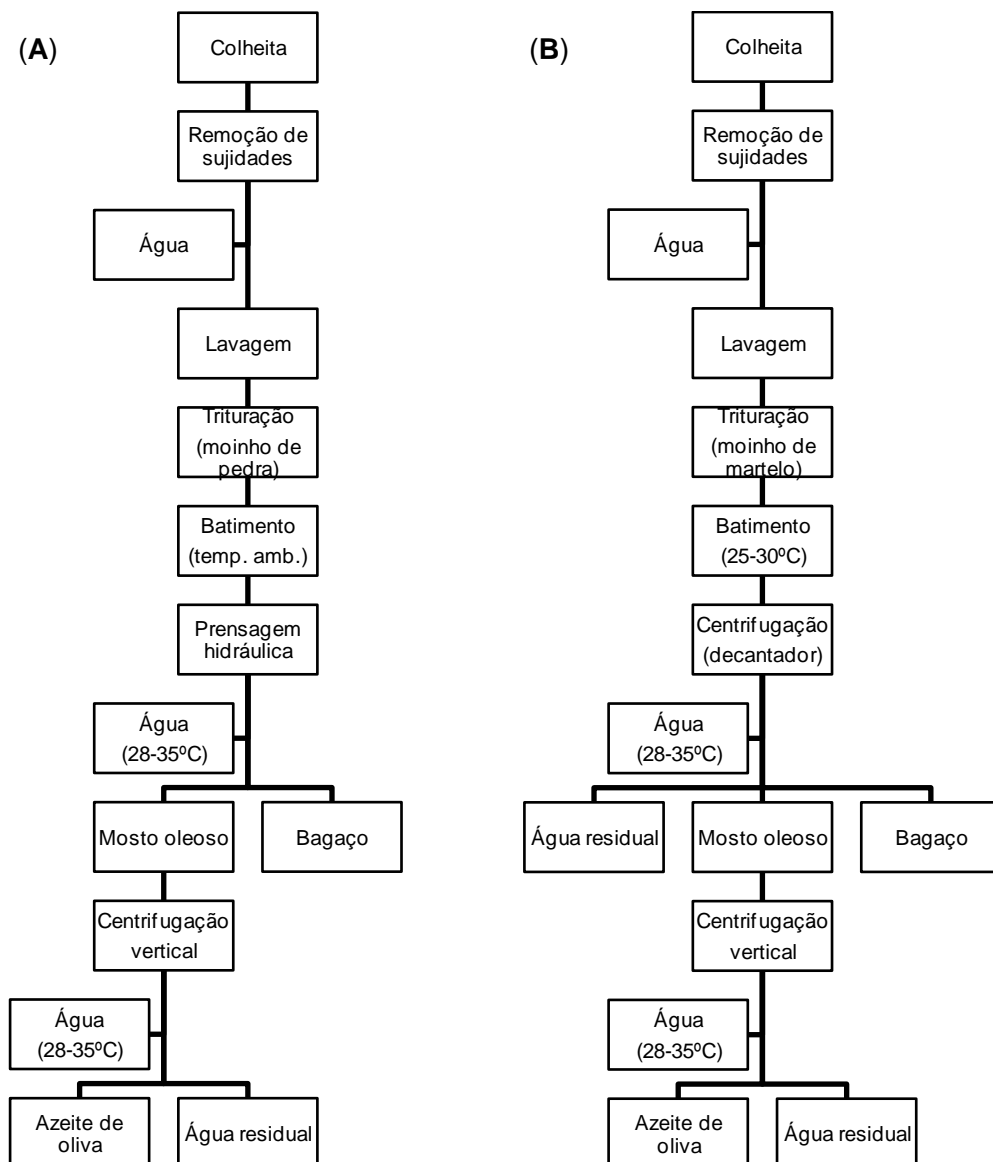 (A)
Colheita
Remoção de
sujidades
Água
Lavagem
Trituração
(moinho de
pedra)
Batimento
(temp. amb.)
Prensagem
hidráulica
Água
(28-35ºC)
Mosto oleoso
Bagaço
Centrifugação
vertical
Água
(28-35ºC)
Azeite de
oliva
Água residual
(B)
Colheita
Remoção de
sujidades
Água
Lavagem
Trituração
(moinho de
martelo)
Batimento
(25-30ºC)
Centrifugação
(decantador)
Água
(28-35ºC)
Água residual
Mosto oleoso
Bagaço
Centrifugação
vertical
Água
(28-35ºC)
Azeite de
oliva
Água residual